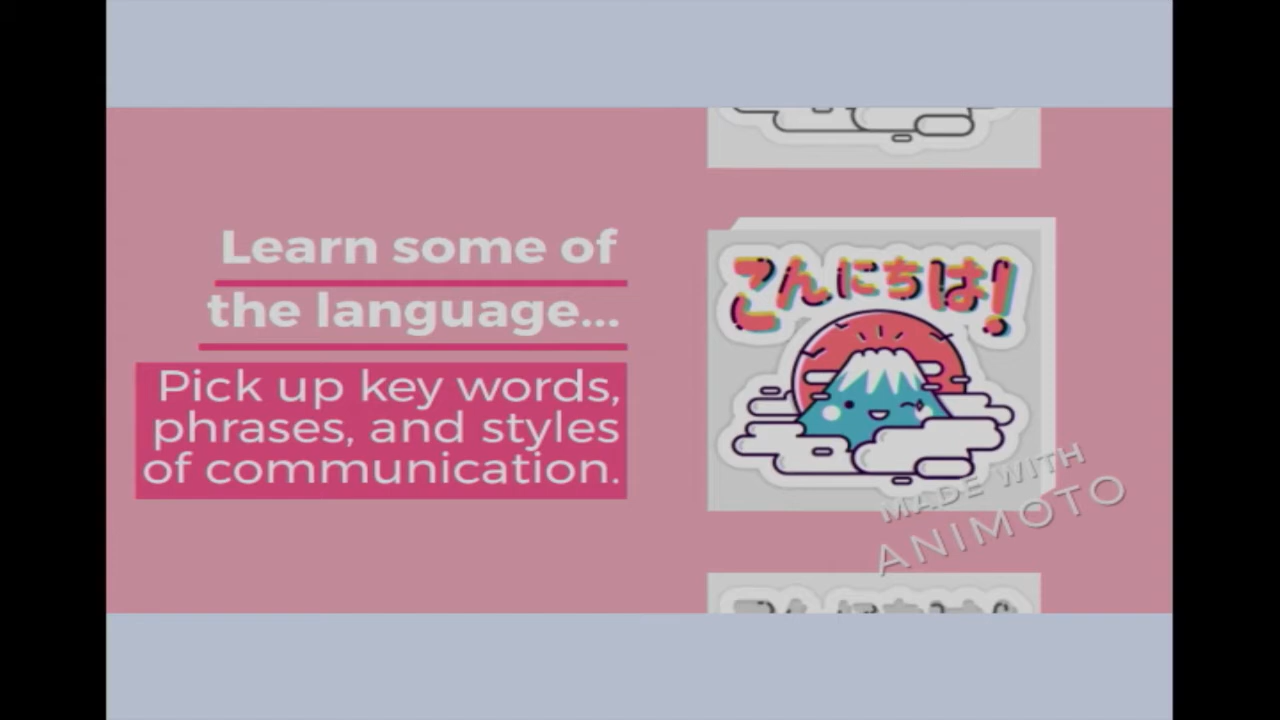 Learn some of
the language...
Pick up key words,
phrases, and styles
of communication.
こんにちは!
MADE WITH
ANIMOTO